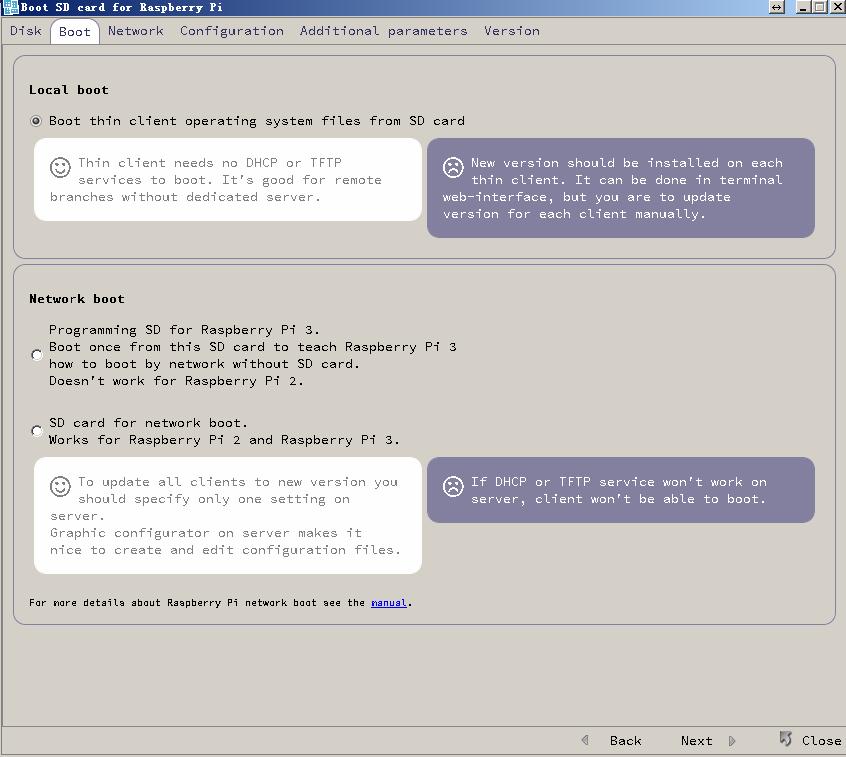 Boot SD card for Raspberry Pi
Disk Boot Network Configuration Additional parameters Version
Local boot
Boot thin client operating system files from SD card
Thin client needs no DHCP or TFTP
services to boot. It's good for remote
branches without dedicated server.
New version should be installed on each
thin client. It can be done in terminal
web-interface, but you are to update
version for each client manually.
Network boot
Programming SD for Raspberry Pi 3.
Boot once from this SD card to teach Raspberry Pi 3
how to boot by network without SD card.
Doesn't work for Raspberry Pi 2.
SD card for network boot.
Works for Raspberry Pi 2 and Raspberry Pi 3.
To update all clients to new version you
should specify only one setting on
server.
Graphic configurator on server makes it
nice to create and edit configuration files.
If DHCP or TFTP service won't work on
server, client won't be able to boot.
For more details about Raspberry Pi network boot see the manual.
Back Next Close